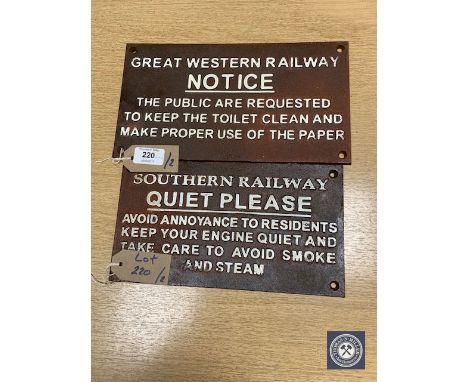 GREAT WESTERN RAILWAY
NOTICE
THE PUBLIC ARE REQUESTED
TO KEEP THE TOILET CLEAN AND
MAKE PROPER USE OF THE PAPER
220
/2
SOUTHERN RAILWAY
QUIET PLEASE
AVOID ANNOYANCE TO RESIDENTS
KEEP YOUR ENGINE QUIET AND
TAKE CARE TO AVOID SMOKE
AND STEAM
Lot
220 /2